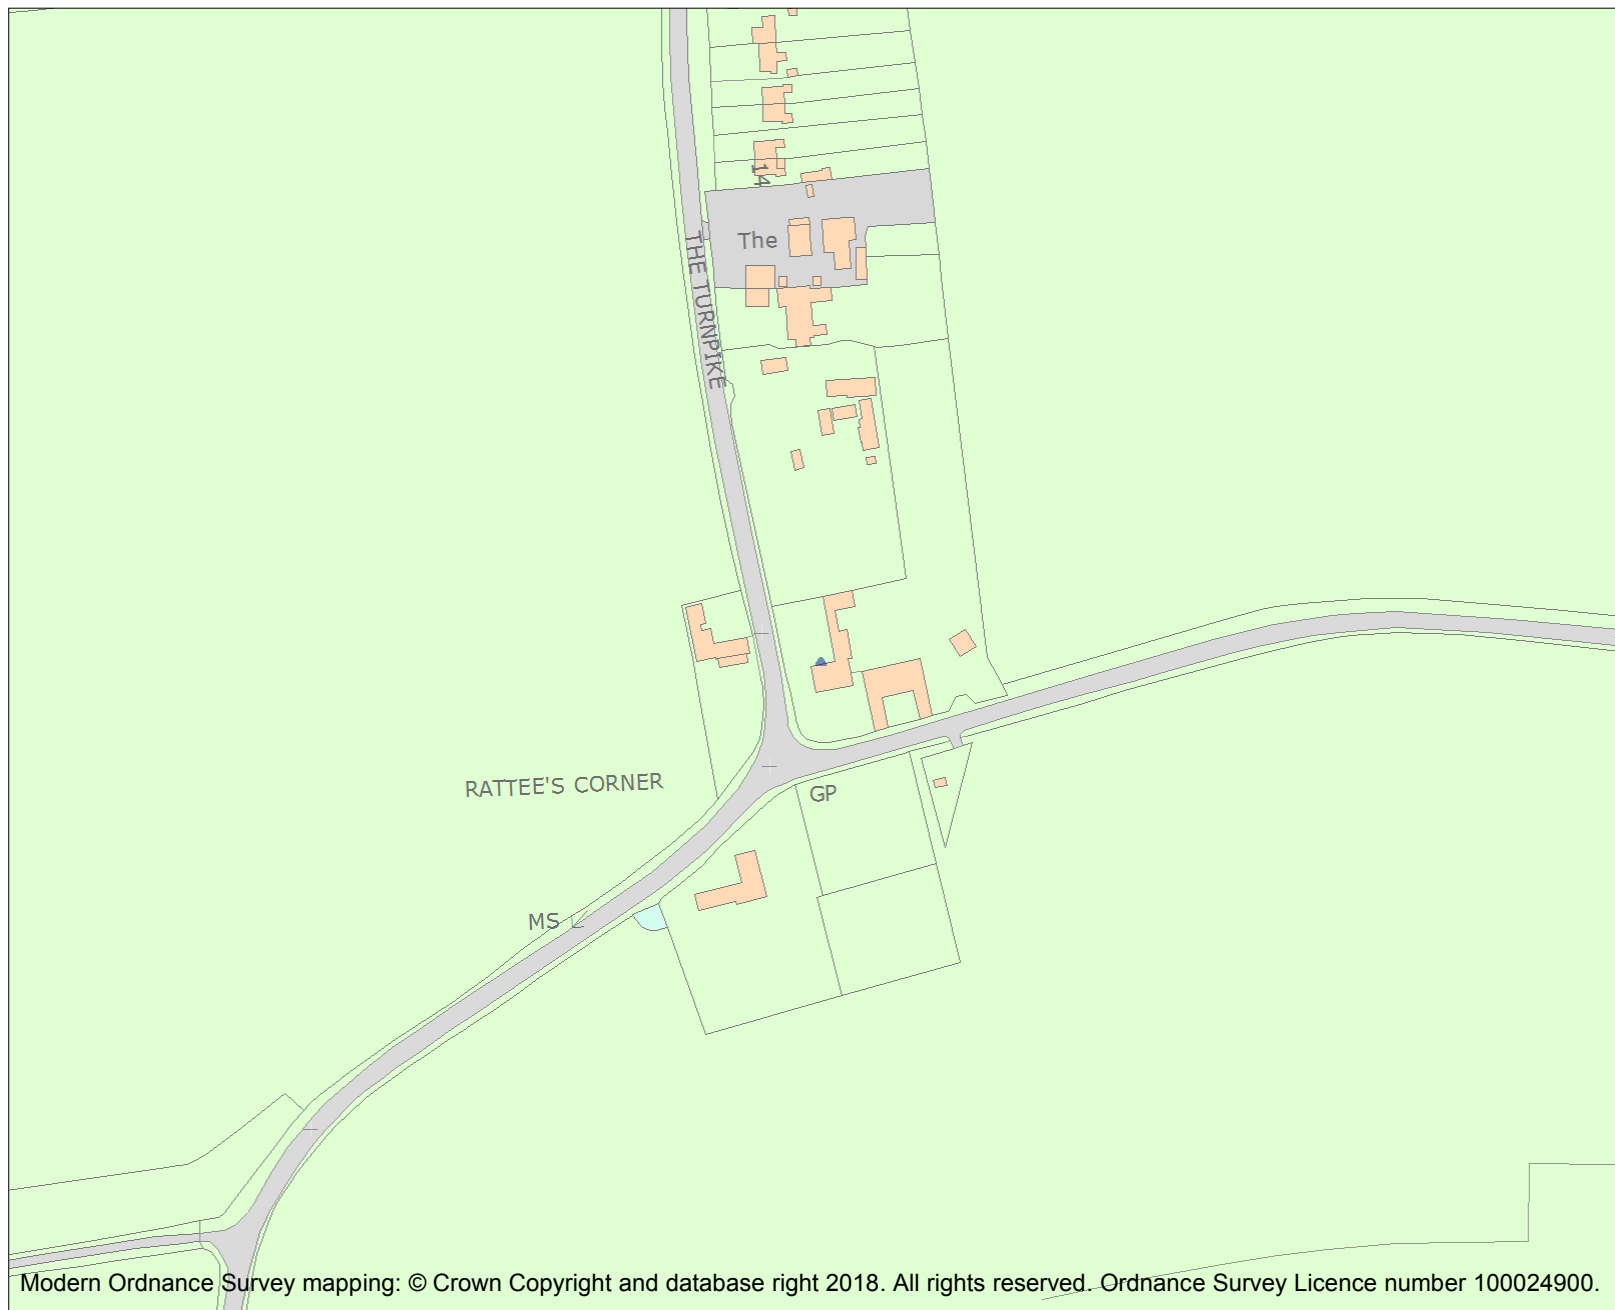 14
The
THE TURNPIKE
RATTEE'S CORNER
GP
MS
Modern Ordnance Survey mapping: © Crown Copyright and database right 2018. All rights reserved. Ordnance Survey Licence number 100024900.